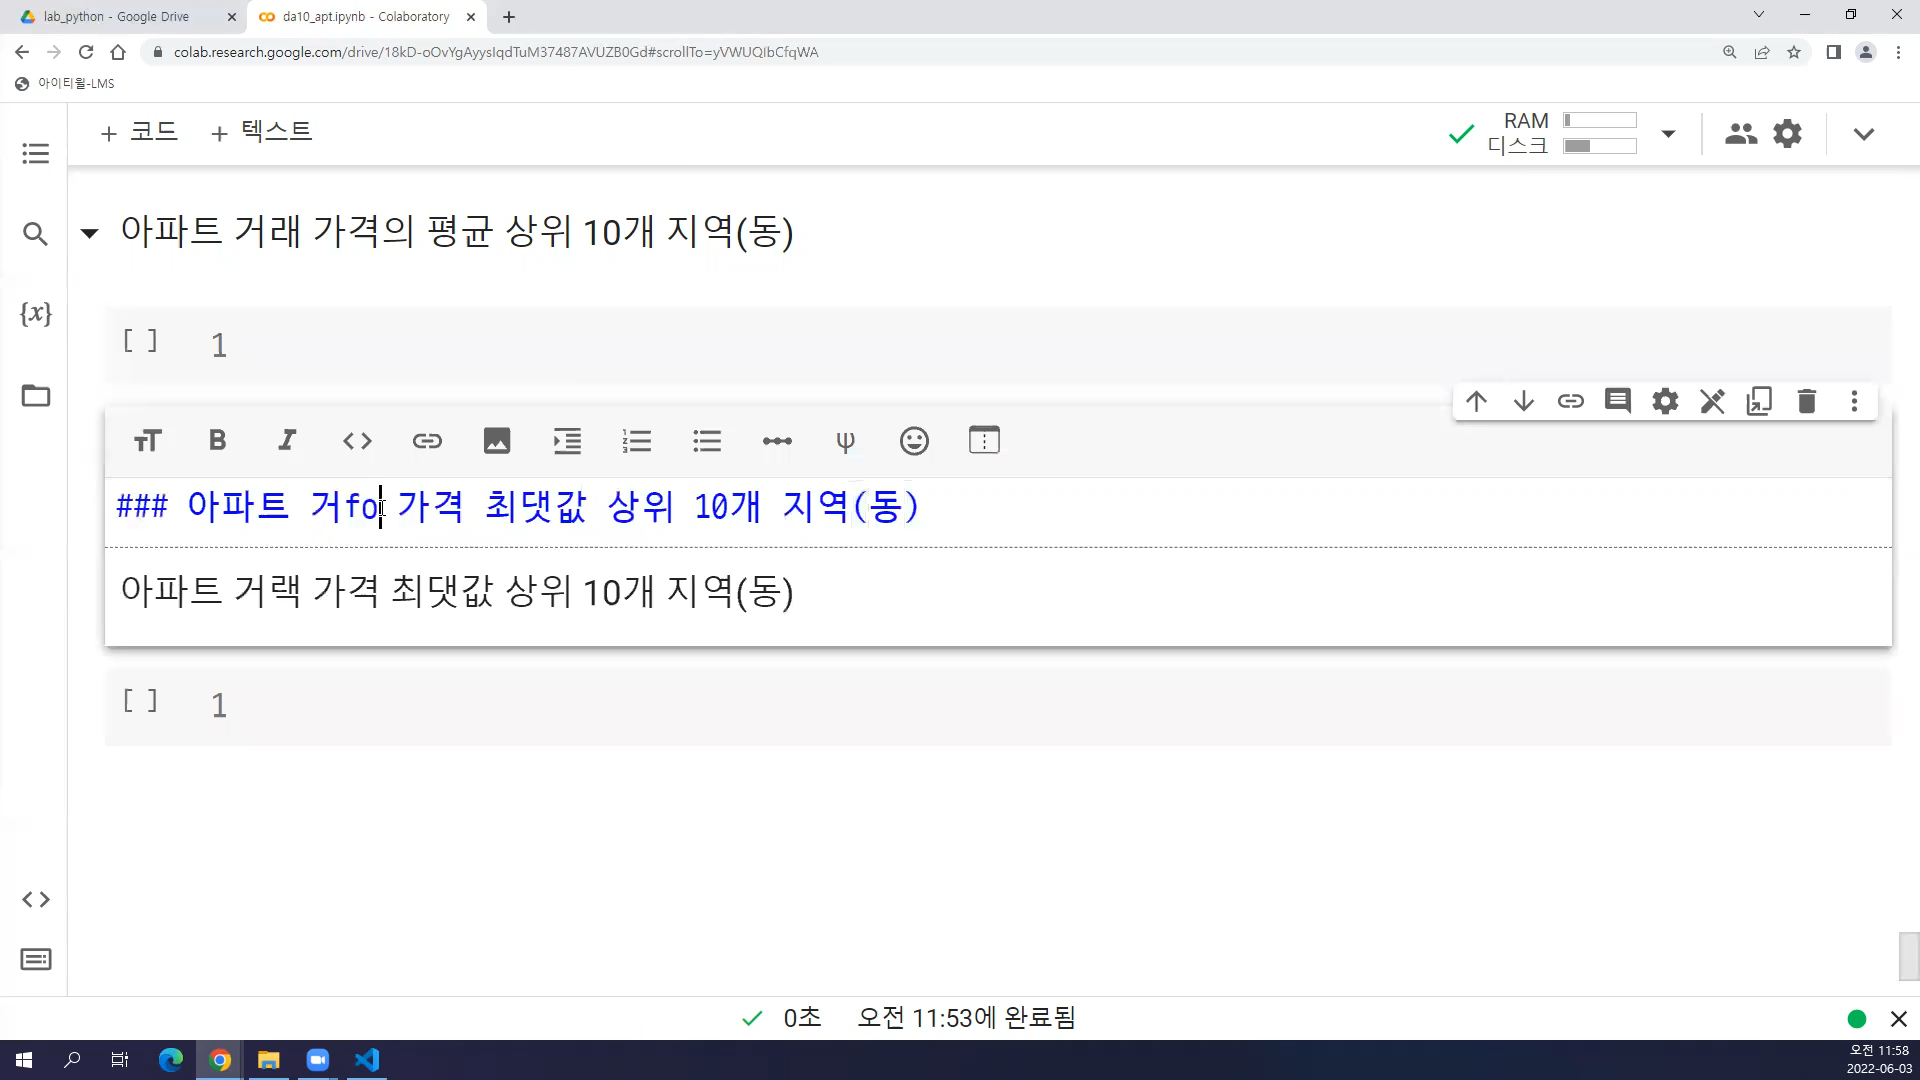 lab_python - Google Drive
da10_apt.ipynb - Colaboratory
colab.research.google.com/drive/18kD-oOvYgAyysIqdTuM37487AVUZB0Gd#scrollTo=yVWUQIbCfqWA
아이티윌-LMS
+ 코드
+ 텍스트
RAM
디스크
아파트 거래 가격의 평균 상위 10개 지역(동)
[ ] 1
### 아파트 거fo 가격 최댓값 상위 10개 지역(동)
아파트 거랙 가격 최댓값 상위 10개 지역(동)
[ ] 1
0초 오전 11:53에 완료됨
오전 11:58
2022-06-03